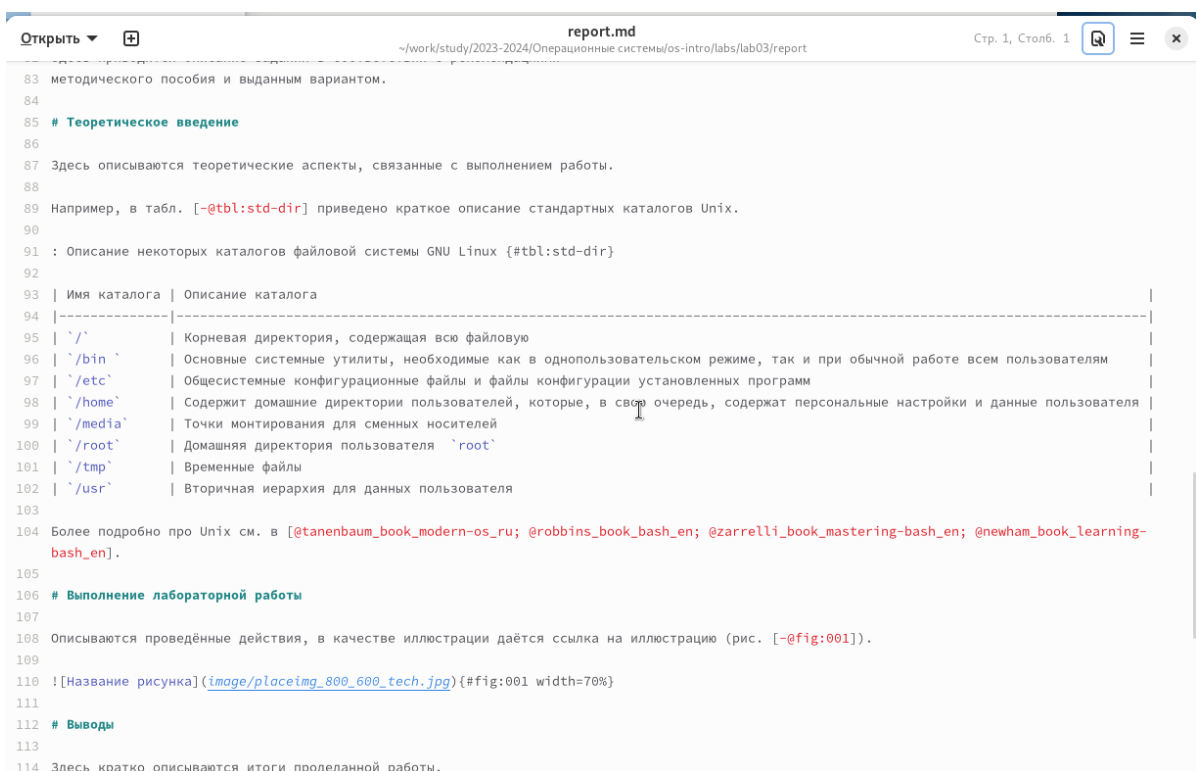 Открыть
report.md
~/work/study/2023-2024/Операционные системы/os-intro/labs/lab03/report
Стр. 1, Столб. 1
83 методического пособия и выданным вариантом.
84
85 # Теоретическое введение
86
87 Здесь описываются теоретические аспекты, связанные с выполнением работы.
88
89 Например, в табл. [-@tbl:std-dir] приведено краткое описание стандартных каталогов Unix.
90
91 : Описание некоторых каталогов файловой системы GNU Linux {#tbl:std-dir}
92
93 | Имя каталога | Описание каталога |
94 |--------------|----------------------------------------------------------------------------------------------------------------------------|
95 | `/` | Корневая директория, содержащая всю файловую |
96 | `/bin ` | Основные системные утилиты, необходимые как в однопользовательском режиме, так и при обычной работе всем пользователям |
97 | `/etc` | Общесистемные конфигурационные файлы и файлы конфигурации установленных программ |
98 | `/home` | Содержит домашние директории пользователей, которые, в свою очередь, содержат персональные настройки и данные пользователя |
99 | `/media` | Точки монтирования для сменных носителей |
100 | `/root` | Домашняя директория пользователя `root` |
101 | `/tmp` | Временные файлы |
102 | `/usr` | Вторичная иерархия для данных пользователя |
103
104 Более подробно про Unix см. в [@tanenbaum_book_modern-os_ru; @robbins_book_bash_en; @zarrelli_book_mastering-bash_en; @newham_book_learning-
bash_en].
105
106 # Выполнение лабораторной работы
107
108 Описываются проведённые действия, в качестве иллюстрации даётся ссылка на иллюстрацию (рис. [-@fig:001]).
109
110 ![Название рисунка](image/placeimg_800_600_tech.jpg){#fig:001 width=70%}
111
112 # Выводы
113
114 Здесь кратко описываются итоги проделанной работы.